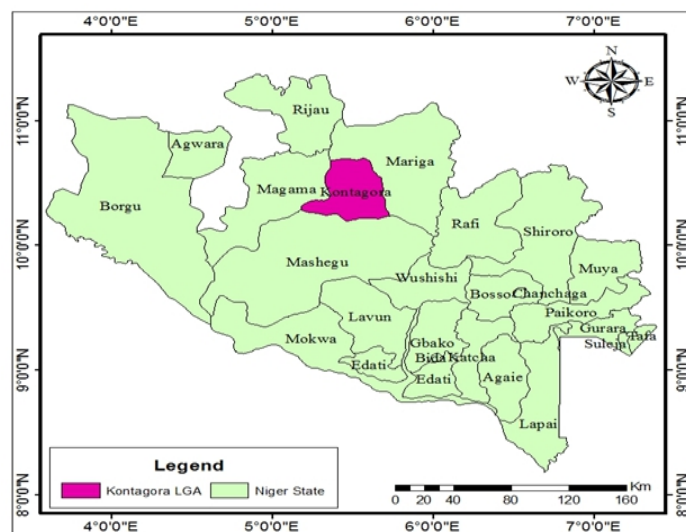 4°0'0"E 5°0'0"E 6°0'0"E 7°0'0"E
N
W E
S
11°0'0"N 11°0'0"N
Rijau
Agwara
Mariga
Magama
Kontagora
Borgu
Rafi
Shiroro
10°0'0"N 10°0'0"N
Mashegu
Muya
Wushishi
Bosso Chanchaga
Lavun
Paikoro
Mokwa
Gbako
Gurara
Suleja Tafa
Bida Katcha
Edati
Edati
Agaie
9°0'0"N 9°0'0"N
Lapai
Legend
Kontagora LGA Niger State
Km
0 20 40 80 120 160
8°0'0"N 8°0'0"N
4°0'0"E 5°0'0"E 6°0'0"E 7°0'0"E